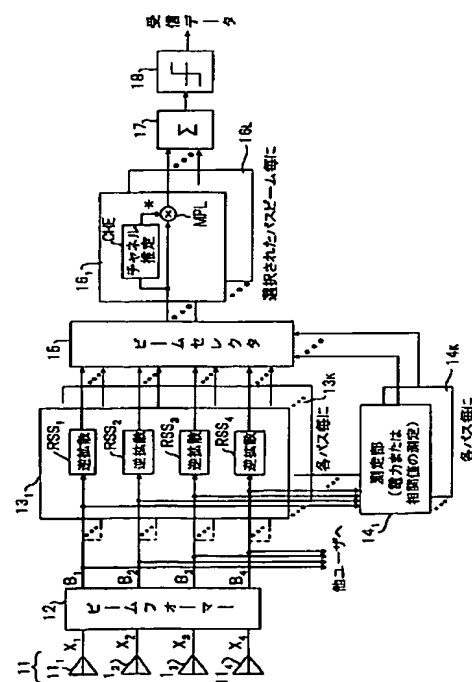 11
11₁
1₂
1₃
11₄
X₁
X₂
X₃
X₄
12
ビームフォーマー
B₁
B₂
B₃
B₄
他ユーザへ
13₁
RSS₁
逆拡散
RSS₂
逆拡散
RSS₃
逆拡散
RSS₄
逆拡散
13K
各パス毎に
測定部
(電力または
相関値の測定)
14₁
14K
各パス毎に
15
ビームセレクタ
16₁
CHE
チャネル
推定
*
×
MPL
16L
選択されたパスビーム毎に
17
Σ
18
受信データ